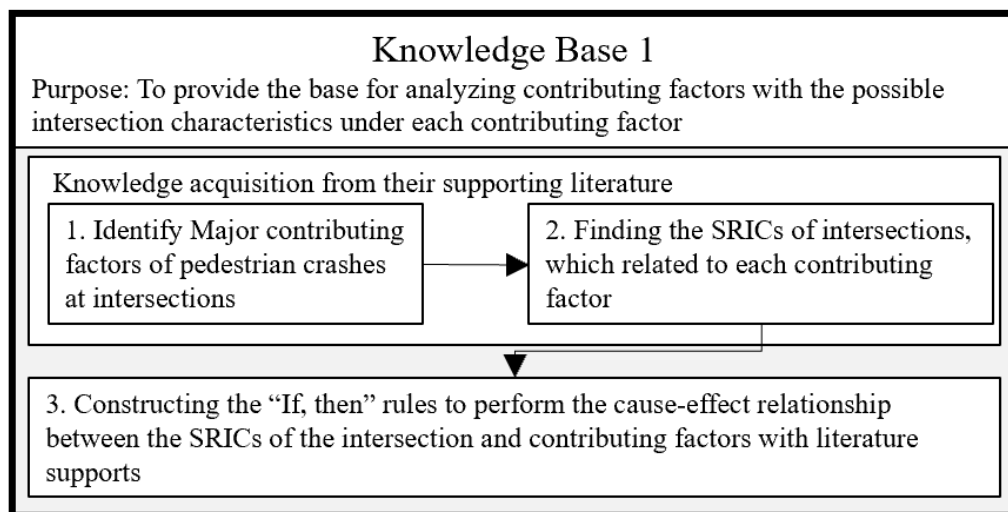 Knowledge Base 1
Purpose: To provide the base for analyzing contributing factors with the possible
intersection characteristics under each contributing factor
Knowledge acquisition from their supporting literature
1. Identify Major contributing
factors of pedestrian crashes
at intersections
2. Finding the SRICs of intersections,
which related to each contributing
factor
3. Constructing the “If, then” rules to perform the cause-effect relationship
between the SRICs of the intersection and contributing factors with literature
supports